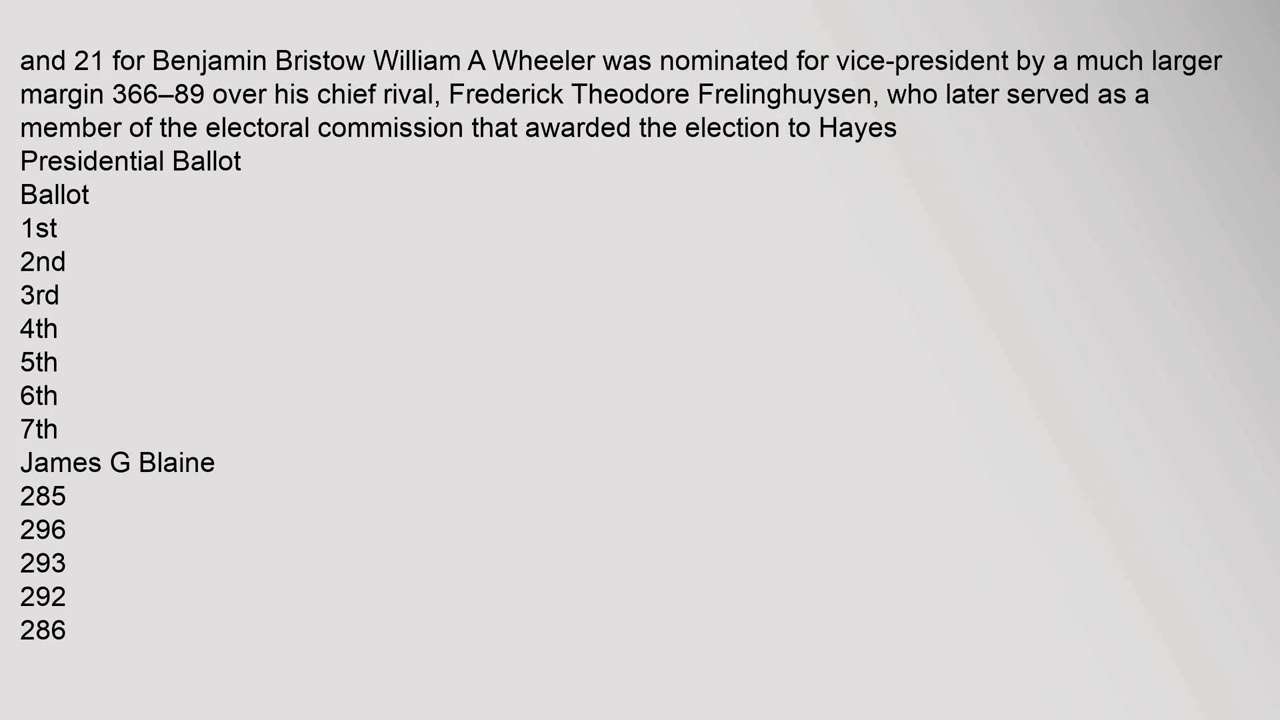 and 21 for Benjamin Bristow William A Wheeler was nominated for vice-president by a much larger
margin 366–89 over his chief rival, Frederick Theodore Frelinghuysen, who later served as a
member of the electoral commission that awarded the election to Hayes
Presidential Ballot
Ballot
1st
2nd
3rd
4th
5th
6th
7th
James G Blaine
285
296
293
292
286